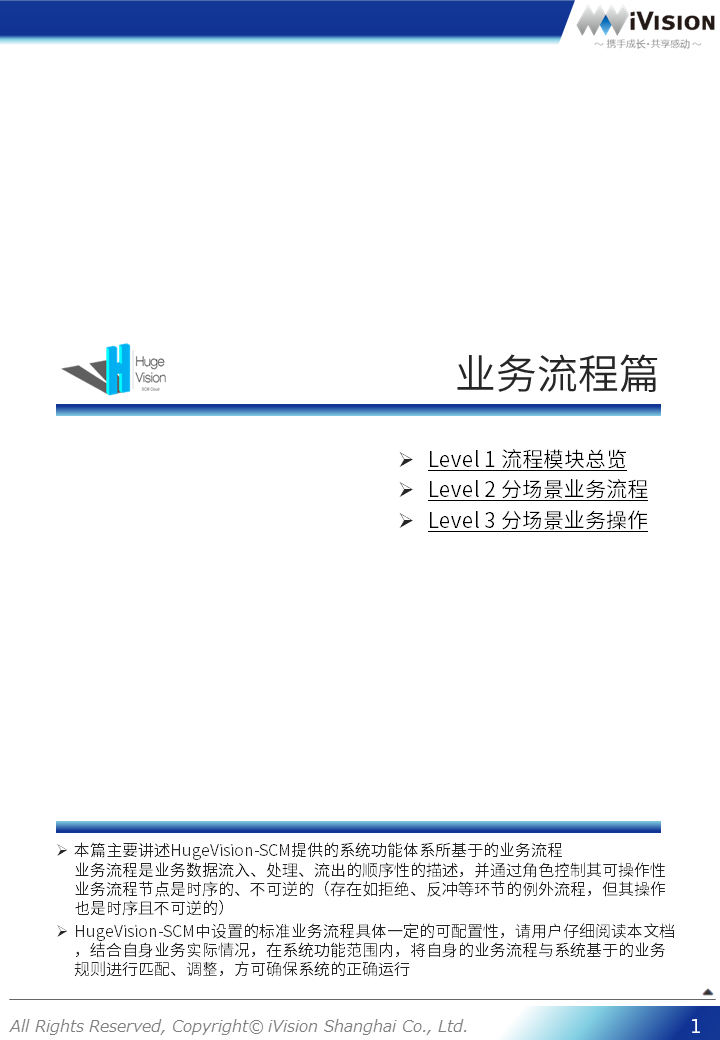 iVISION
～ 携手成长·共享感动 ～
Huge
Vision
SCM Cloud
业务流程篇
➢ Level 1 流程模块总览
➢ Level 2 分场景业务流程
➢ Level 3 分场景业务操作
➢ 本篇主要讲述HugeVision-SCM提供的系统功能体系所基于的业务流程
业务流程是业务数据流入、处理、流出的顺序性的描述，并通过角色控制其可操作性
业务流程节点是时序的、不可逆的（存在如拒绝、反冲等环节的例外流程，但其操作
也是时序且不可逆的）
➢ HugeVision-SCM中设置的标准业务流程具体一定的可配置性，请用户仔细阅读本文档
，结合自身业务实际情况，在系统功能范围内，将自身的业务流程与系统基于的业务
规则进行匹配、调整，方可确保系统的正确运行
All Rights Reserved, Copyright© iVision Shanghai Co., Ltd.
1